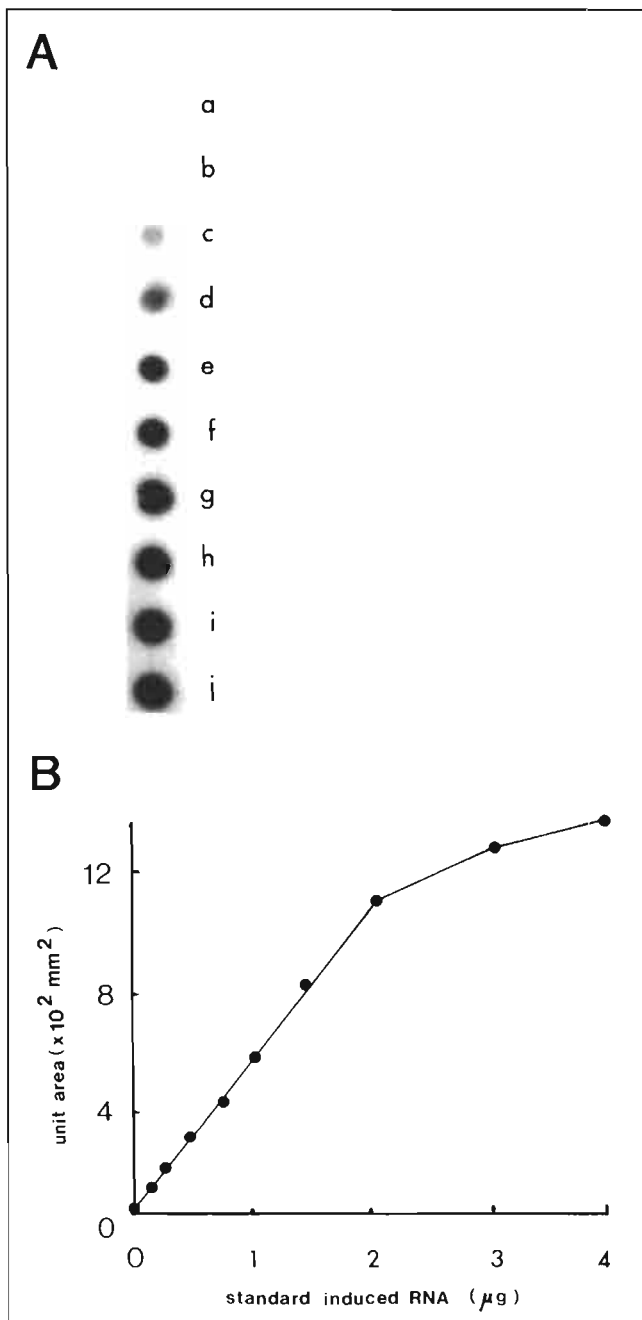 A
a
b
c
d
e
f
g
h
i
j
B
12
8
4
0
unit area (x10² mm²)
0 1 2 3 4
standard induced RNA (µg)